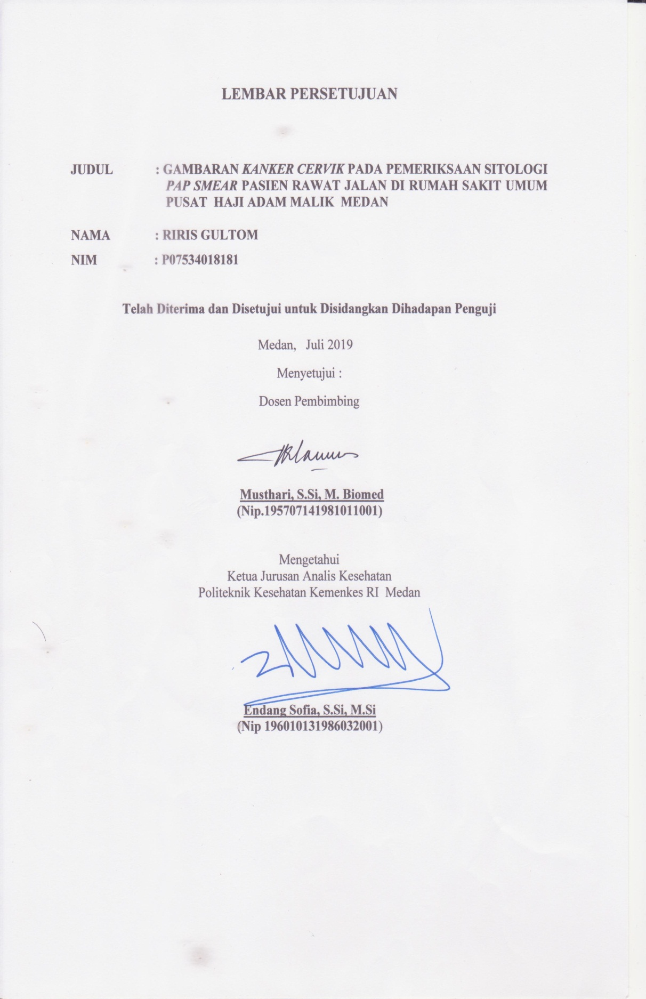 LEMBAR PERSETUJUAN
JUDUL : GAMBARAN KANKER CERVIK PADA PEMERIKSAAN SITOLOGI
PAP SMEAR PASIEN RAWAT JALAN DI RUMAH SAKIT UMUM
PUSAT HAJI ADAM MALIK MEDAN
NAMA : RIRIS GULTOM
NIM : P07534018181
Telah Diterima dan Disetujui untuk Disidangkan Dihadapan Penguji
Medan, Juli 2019
Menyetujui :
Dosen Pembimbing
Musthari, S.Si, M. Biomed
(Nip.195707141981011001)
Mengetahui
Ketua Jurusan Analis Kesehatan
Politeknik Kesehatan Kemenkes RI Medan
Endang Sofia, S.Si, M.Si
(Nip 196010131986032001)